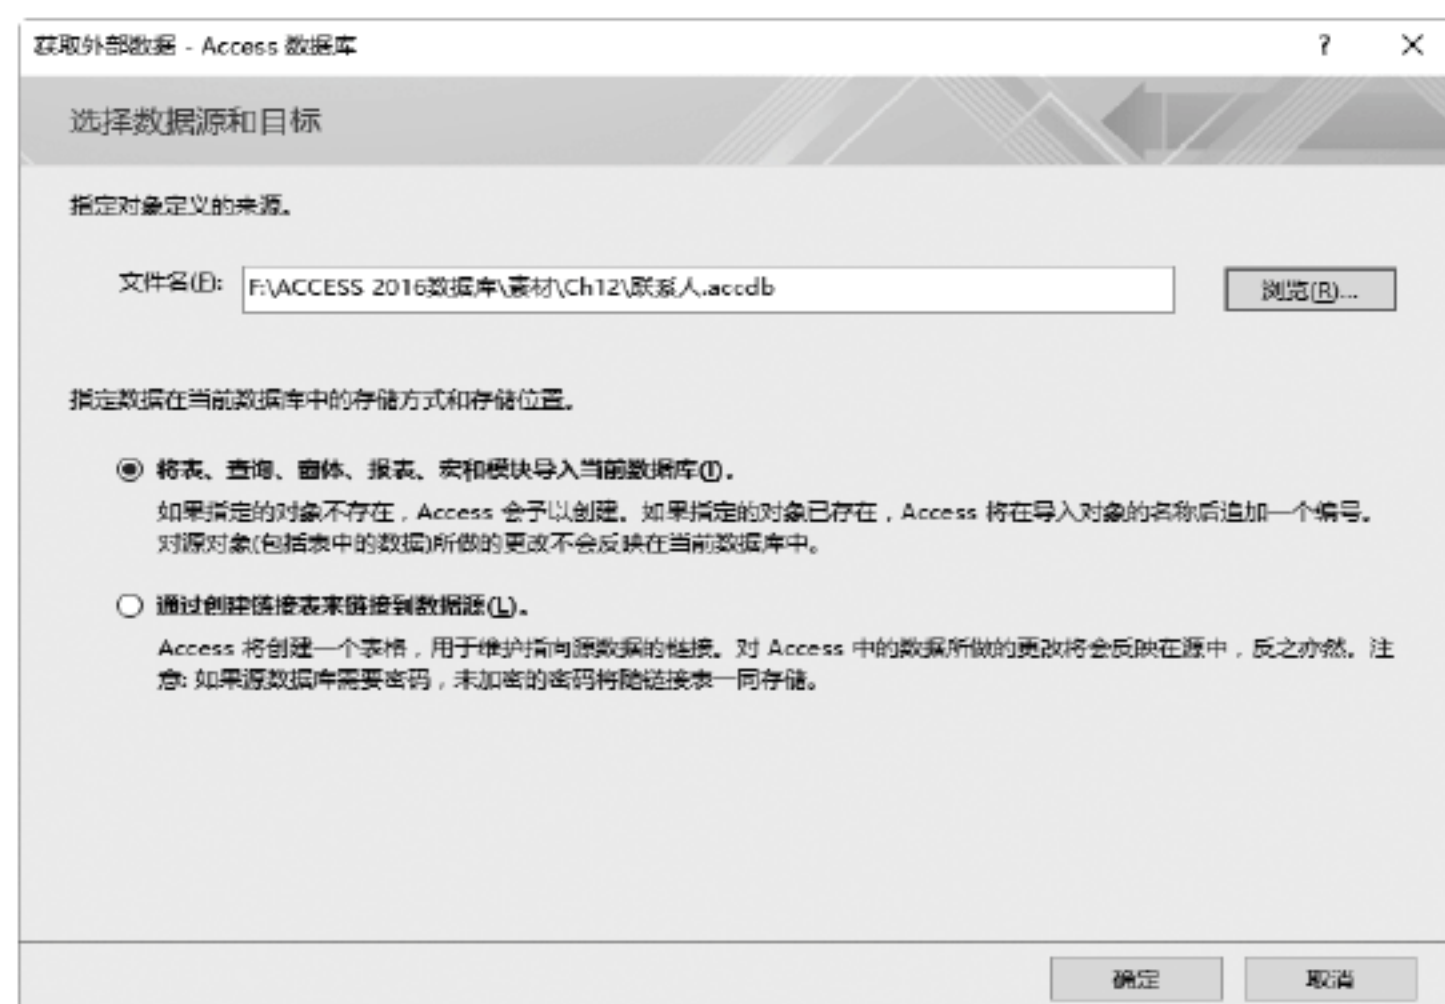 获取外部数据 - Access 数据库
? ×
选择数据源和目标
指定对象定义的来源。
文件名(F): F:\ACCESS 2016数据库\素材\Ch12\联系人.accdb 浏览(R)...
指定数据在当前数据库中的存储方式和存储位置。
将表、查询、窗体、报表、宏和模块导入当前数据库(I)。
如果指定的对象不存在，Access 会予以创建。如果指定的对象已存在，Access 将在导入对象的名称后追加一个编号。
对源对象(包括表中的数据)所做的更改不会反映在当前数据库中。
通过创建链接表来链接到数据源(L)。
Access 将创建一个表格，用于维护指向源数据的链接。对 Access 中的数据所做的更改将会反映在源中，反之亦然。注
意: 如果源数据库需要密码，未加密的密码将随链接表一同存储。
确定 取消